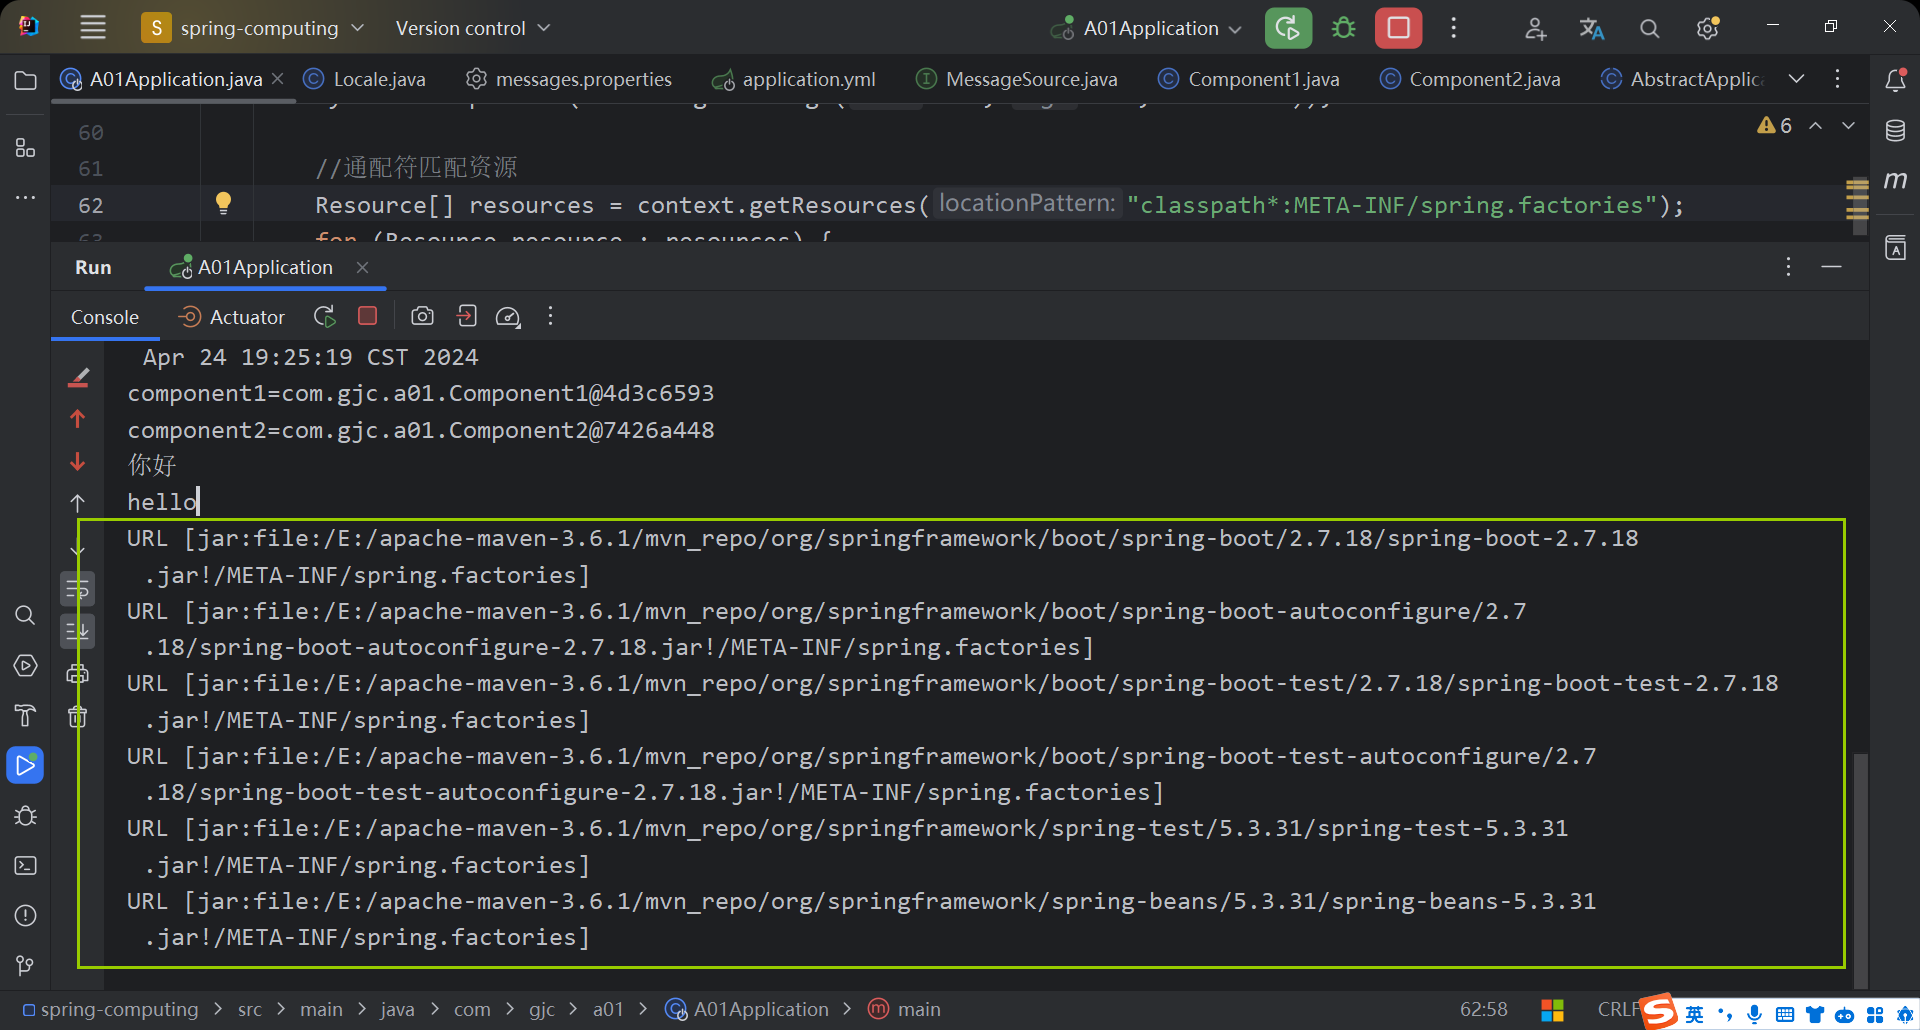 S spring-computing Version control A01Application
A01Application.java Locale.java messages.properties application.yml MessageSource.java Component1.java Component2.java AbstractApplic
60
6
61 //通配符匹配资源
62 Resource[] resources = context.getResources( locationPattern: "classpath*:META-INF/spring.factories");
63 for (Resource resource : resources) {
Run A01Application
Console Actuator
Apr 24 19:25:19 CST 2024
component1=com.gjc.a01.Component1@4d3c6593
component2=com.gjc.a01.Component2@7426a448
你好
hello
URL [jar:file:/E:/apache-maven-3.6.1/mvn_repo/org/springframework/boot/spring-boot/2.7.18/spring-boot-2.7.18
.jar!/META-INF/spring.factories]
URL [jar:file:/E:/apache-maven-3.6.1/mvn_repo/org/springframework/boot/spring-boot-autoconfigure/2.7
.18/spring-boot-autoconfigure-2.7.18.jar!/META-INF/spring.factories]
URL [jar:file:/E:/apache-maven-3.6.1/mvn_repo/org/springframework/boot/spring-boot-test/2.7.18/spring-boot-test-2.7.18
.jar!/META-INF/spring.factories]
URL [jar:file:/E:/apache-maven-3.6.1/mvn_repo/org/springframework/boot/spring-boot-test-autoconfigure/2.7
.18/spring-boot-test-autoconfigure-2.7.18.jar!/META-INF/spring.factories]
URL [jar:file:/E:/apache-maven-3.6.1/mvn_repo/org/springframework/spring-test/5.3.31/spring-test-5.3.31
.jar!/META-INF/spring.factories]
URL [jar:file:/E:/apache-maven-3.6.1/mvn_repo/org/springframework/spring-beans/5.3.31/spring-beans-5.3.31
.jar!/META-INF/spring.factories]
spring-computing > src > main > java > com > gjc > a01 > A01Application > main 62:58 CRLF 英